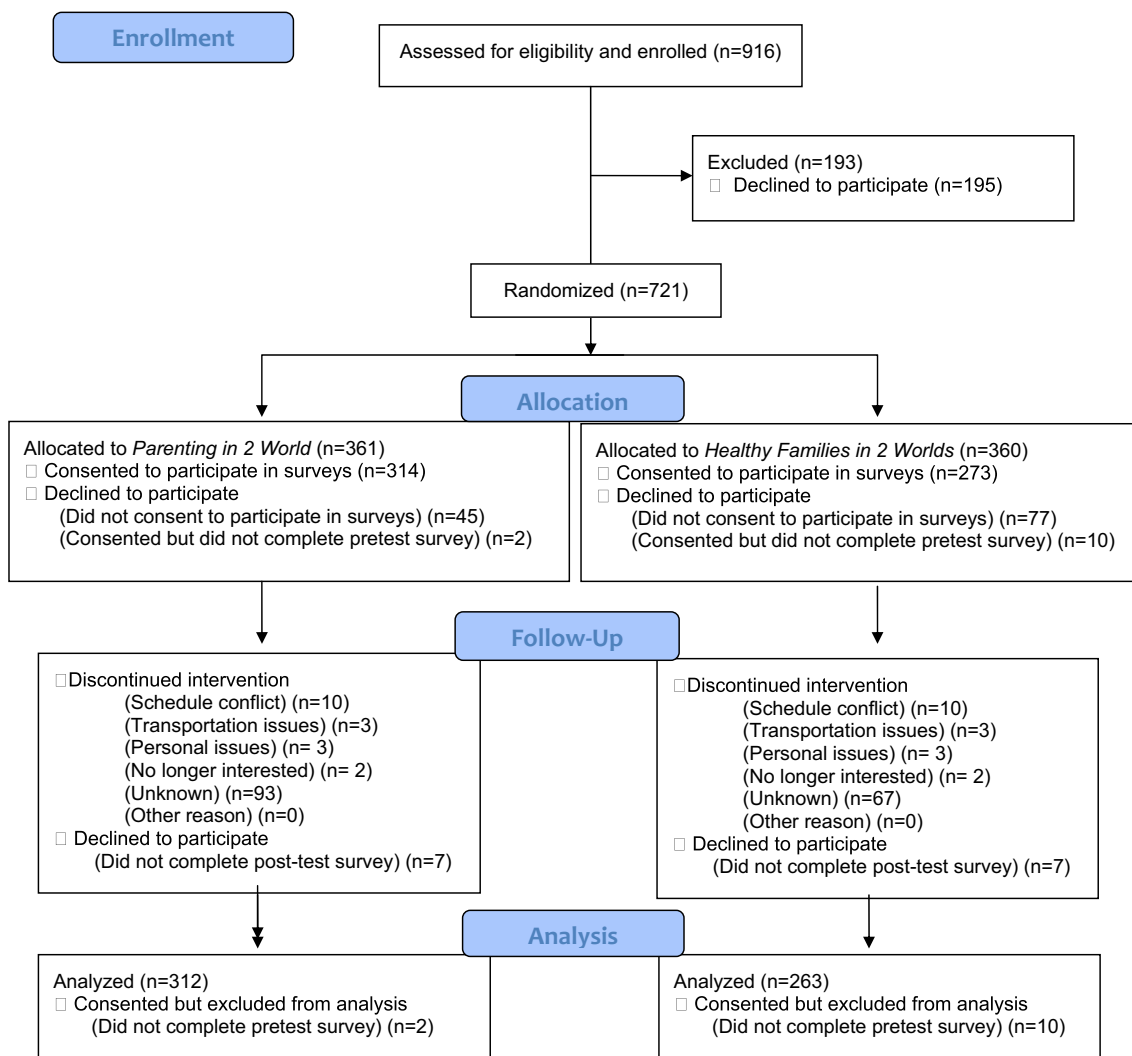 Enrollment
Assessed for eligibility and enrolled (n=916)
Excluded (n=193)
□ Declined to participate (n=195)
Randomized (n=721)
Allocation
Allocated to Parenting in 2 World (n=361)
□ Consented to participate in surveys (n=314)
□ Declined to participate
(Did not consent to participate in surveys) (n=45)
(Consented but did not complete pretest survey) (n=2)
Allocated to Healthy Families in 2 Worlds (n=360)
□ Consented to participate in surveys (n=273)
□ Declined to participate
(Did not consent to participate in surveys) (n=77)
(Consented but did not complete pretest survey) (n=10)
Follow-Up
□Discontinued intervention
(Schedule conflict) (n=10)
(Transportation issues) (n=3)
(Personal issues) (n= 3)
(No longer interested) (n= 2)
(Unknown) (n=93)
(Other reason) (n=0)
□ Declined to participate
(Did not complete post-test survey) (n=7)
□Discontinued intervention
(Schedule conflict) (n=10)
(Transportation issues) (n=3)
(Personal issues) (n= 3)
(No longer interested) (n= 2)
(Unknown) (n=67)
(Other reason) (n=0)
□ Declined to participate
(Did not complete post-test survey) (n=7)
Analysis
Analyzed (n=312)
□ Consented but excluded from analysis
(Did not complete pretest survey) (n=2)
Analyzed (n=263)
□ Consented but excluded from analysis
(Did not complete pretest survey) (n=10)